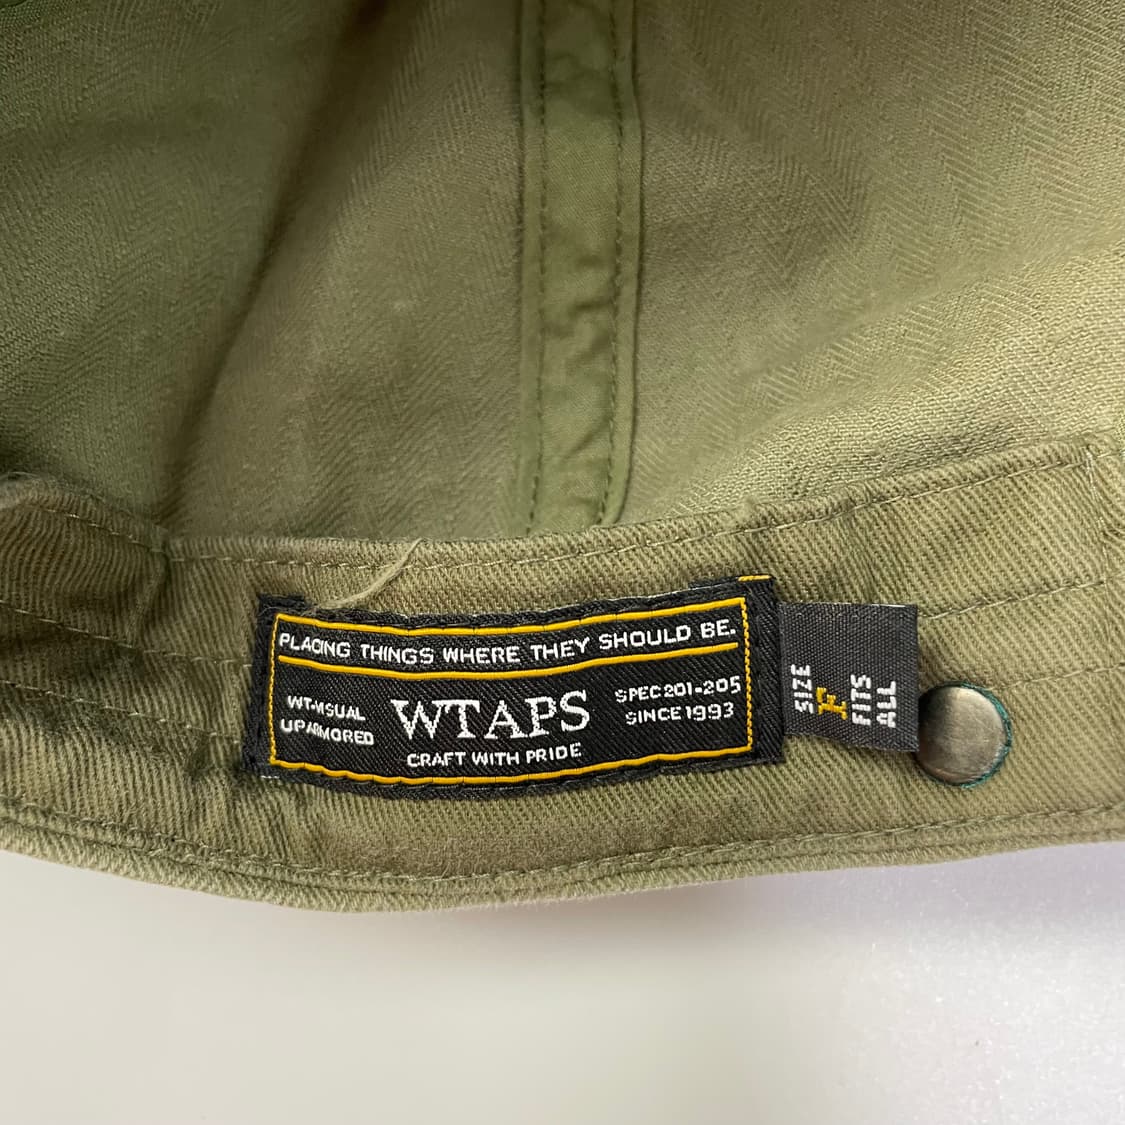 PLACING THINGS WHERE THEY SHOULD BE.
WT-VISUAL
UPARMORED
WTAPS
CRAFT WITH PRIDE
SPEC201-205
SINCE1993
SIZE
F
FITS
ALL